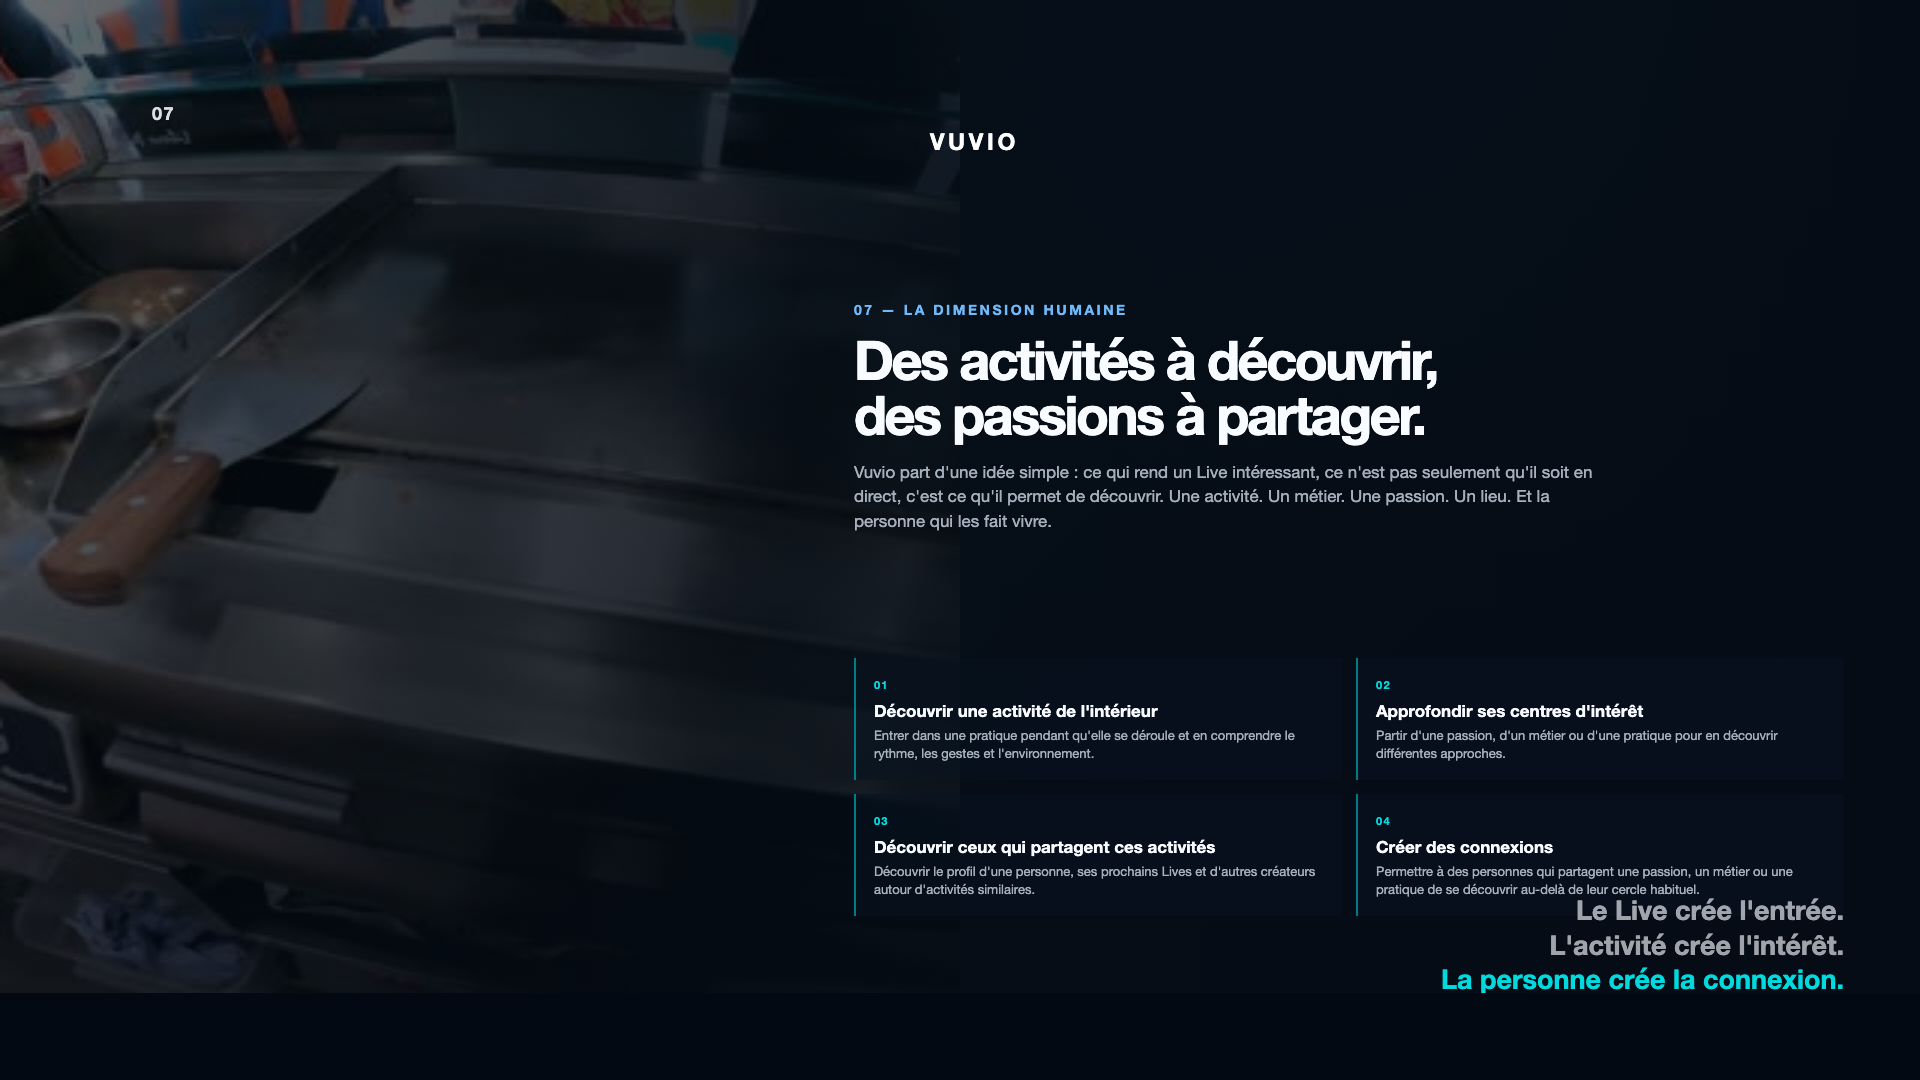 07
VUVIO
07 — LA DIMENSION HUMAINE
Des activités à découvrir,
des passions à partager.
Vuvio part d'une idée simple : ce qui rend un Live intéressant, ce n'est pas seulement qu'il soit en
direct, c'est ce qu'il permet de découvrir. Une activité. Un métier. Une passion. Un lieu. Et la
personne qui les fait vivre.
01
Découvrir une activité de l'intérieur
Entrer dans une pratique pendant qu'elle se déroule et en comprendre le
rythme, les gestes et l'environnement.
02
Approfondir ses centres d'intérêt
Partir d'une passion, d'un métier ou d'une pratique pour en découvrir
différentes approches.
03
Découvrir ceux qui partagent ces activités
Découvrir le profil d'une personne, ses prochains Lives et d'autres créateurs
autour d'activités similaires.
04
Créer des connexions
Permettre à des personnes qui partagent une passion, un métier ou une
pratique de se découvrir au-delà de leur cercle habituel.
Le Live crée l'entrée.
L'activité crée l'intérêt.
La personne crée la connexion.